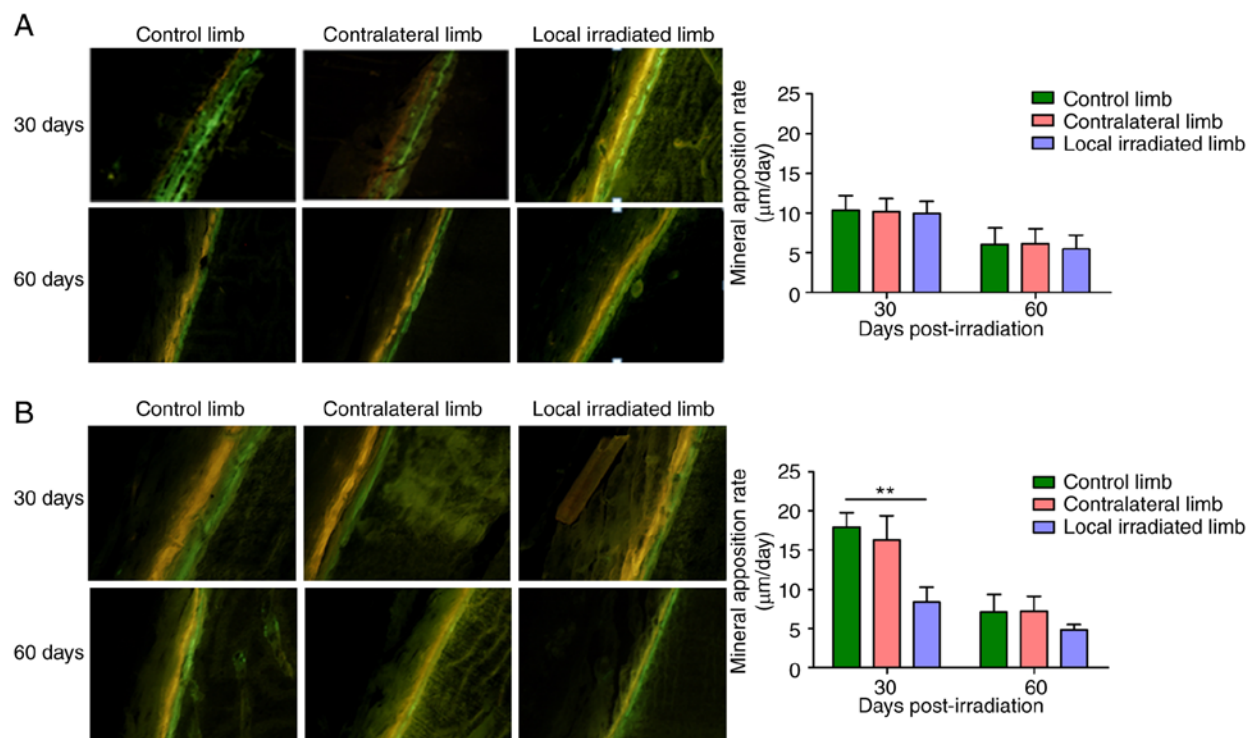 A
Control limb
Contralateral limb
Local irradiated limb
30 days
60 days
Mineral apposition rate
(μm/day)
25
20
15
10
5
0
30
60
Days post-irradiation
Control limb
Contralateral limb
Local irradiated limb
B
Control limb
Contralateral limb
Local irradiated limb
30 days
60 days
Mineral apposition rate
(μm/day)
25
20
15
10
5
0
**
30
60
Days post-irradiation
Control limb
Contralateral limb
Local irradiated limb